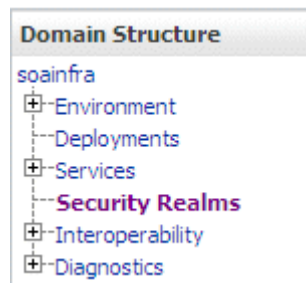 Domain Structure
soainfra
Environment
Deployments
Services
Security Realms
Interoperability
Diagnostics